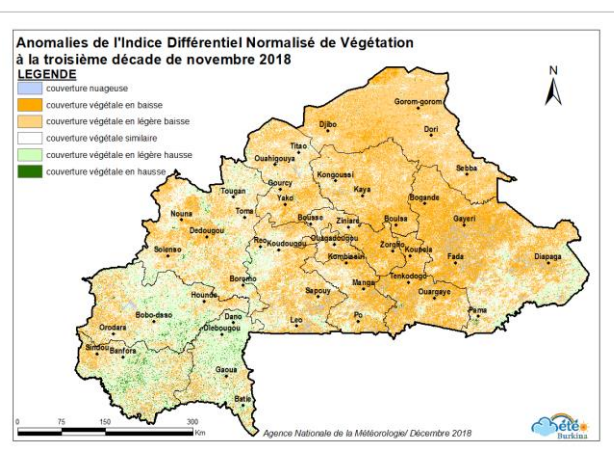 Anomalies de l'Indice Différentiel Normalisé de Végétation
à la troisième décade de novembre 2018
LEGENDE
couverture nuageuse
couverture végétale en baisse
couverture végétale en légère baisse
couverture végétale similaire
couverture végétale en légère hausse
couverture végétale en hausse
N
Gorom-gorom
Djibo
Dori
Titao
Ouahigouya
Sebba
Kongoussi
Tougan
Gourcy
Kaya
Yako
Bogande
Nouna
Toma
Bousse
Ziniare
Boulsa
Gayeri
Dedougou
Reo
Koudougou
Ouagadougou
Solenso
Zorgho
Koupela
Kombissiri
Fada
Diapaga
Boromo
Tenkodogo
Manga
Hounde
Sapouy
Ouargaye
Pama
Bobo-dsso
Dano
Leo
Po
Orodara
Diebougou
Sindou
Banfora
Gaoua
Batie
0 75 150 300
Km
Agence Nationale de la Météorologie/ Décembre 2018
Météo
Burkina